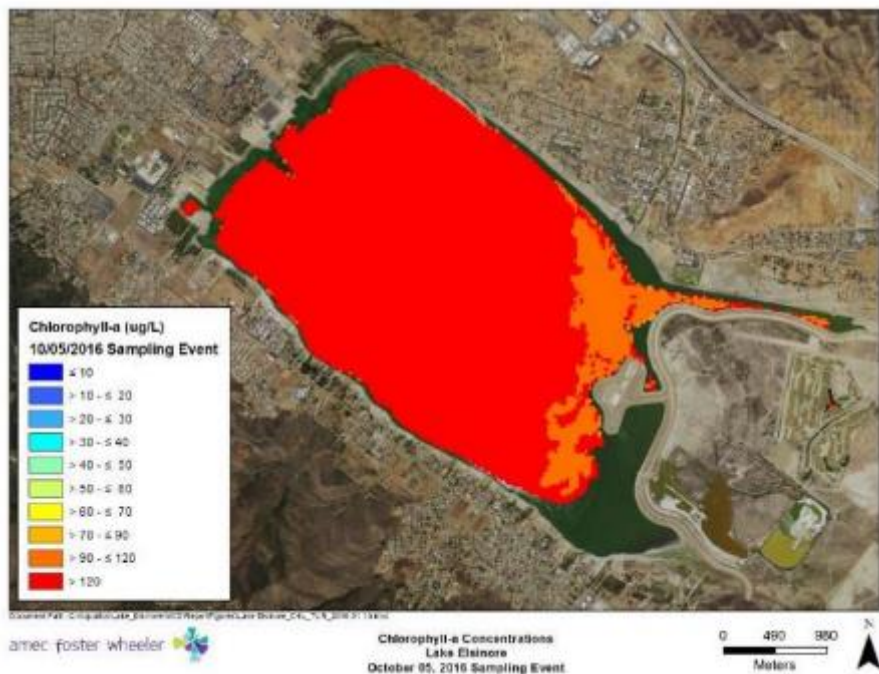 Chlorophyll-a (ug/L)
10/05/2016 Sampling Event
≤ 10
> 10 - ≤ 20
> 20 - ≤ 30
> 30 - ≤ 40
> 40 - ≤ 50
> 50 - ≤ 60
> 60 - ≤ 70
> 70 - ≤ 90
> 90 - ≤ 120
> 120
Document Path:
amec foster wheeler
Chlorophyll-a Concentrations
Lake Elsinore
October 05, 2016 Sampling Event
0 490 980
Meters
N